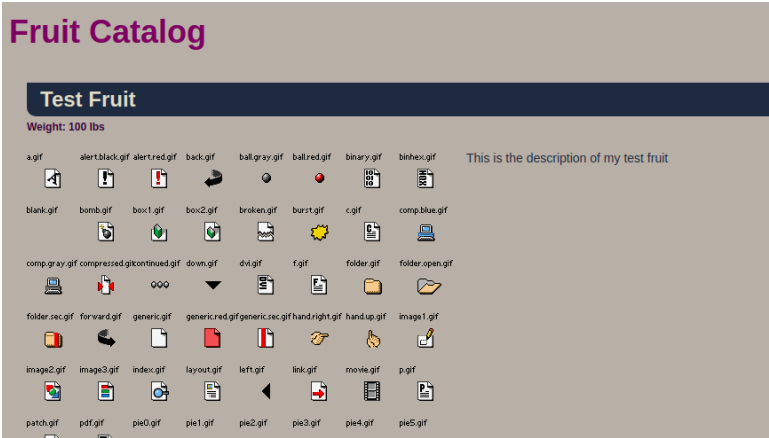 Fruit Catalog
Test Fruit
Weight: 100 lbs
a.gif alert.black.gif alert.red.gif back.gif ball.gray.gif ball.red.gif binary.gif binhex.gif
This is the description of my test fruit
blank.gif bomb.gif box1.gif box2.gif broken.gif burst.gif c.gif comp.blue.gif
comp.gray.gif compressed.gif continued.gif down.gif dvi.gif f.gif folder.gif folder.open.gif
folder.sec.gif forward.gif generic.gif generic.red.gif generic.sec.gif hand.right.gif hand.up.gif image1.gif
image2.gif image3.gif index.gif layout.gif left.gif link.gif movie.gif p.gif
patch.gif pdf.gif pie0.gif pie1.gif pie2.gif pie3.gif pie4.gif pie5.gif